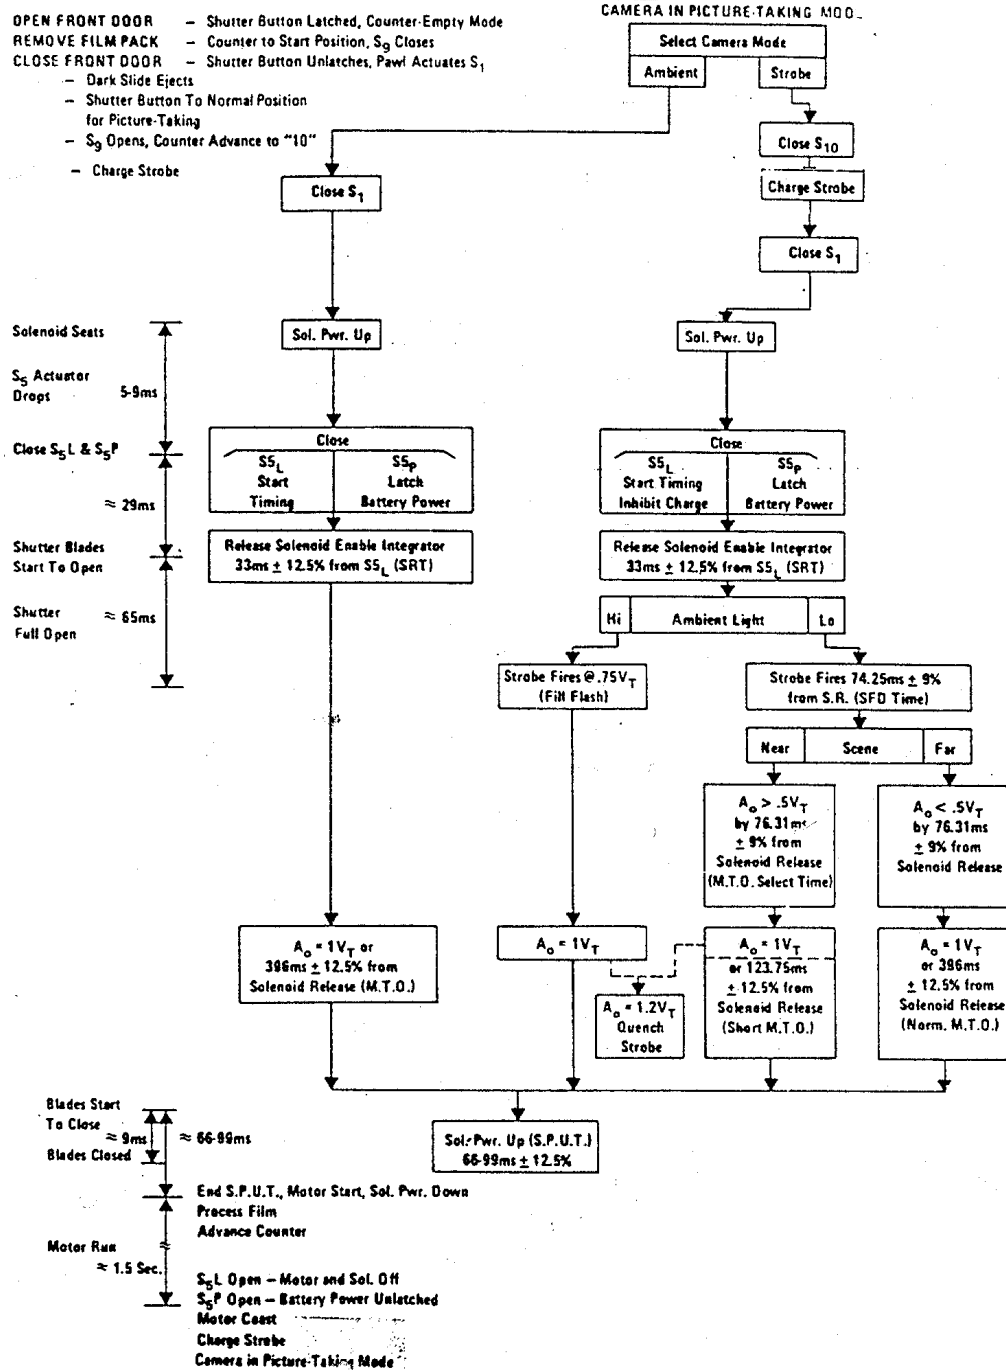 OPEN FRONT DOOR – Shutter Button Latched, Counter-Empty Mode
REMOVE FILM PACK – Counter to Start Position, S9 Closes
CLOSE FRONT DOOR – Shutter Button Unlatches, Pawl Actuates S1
– Dark Slide Ejects
– Shutter Button To Normal Position
for Picture-Taking
– S9 Opens, Counter Advance to "10"
– Charge Strobe
CAMERA IN PICTURE-TAKING MOD
Select Camera Mode
Ambient
Strobe
Close S10
Charge Strobe
Close S1
Close S1
Solenoid Seats
S5 Actuator
Drops
5-9ms
Close S5L & S5P
≈ 29ms
Shutter Blades
Start To Open
Shutter
Full Open
≈ 65ms
Sol. Pwr. Up
Close
S5L
Start
Timing
S5P
Latch
Battery Power
Release Solenoid Enable Integrator
33ms ± 12.5% from S5L (SRT)
Sol. Pwr. Up
Close
S5L
Start Timing
Inhibit Charge
S5P
Latch
Battery Power
Release Solenoid Enable Integrator
33ms ± 12.5% from S5L (SRT)
Hi
Ambient Light
Lo
Strobe Fires @ .75VT
(Fill Flash)
Strobe Fires 74.25ms ± 9%
from S.R. (SFD Time)
Near
Scene
Far
Ao > .5VT
by 76.31ms
± 9% from
Solenoid Release
(M.T.O. Select Time)
Ao < .5VT
by 76.31ms
± 9% from
Solenoid Release
Ao = 1VT or
396ms ± 12.5% from
Solenoid Release (M.T.O.)
Ao = 1VT
Ao = 1.2VT
Quench
Strobe
Ao = 1VT
or 123.75ms
± 12.5% from
Solenoid Release
(Short M.T.O.)
Ao = 1VT
or 396ms
± 12.5% from
Solenoid Release
(Norm. M.T.O.)
Blades Start
To Close
≈ 9ms
Blades Closed
≈ 66-99ms
Sol. Pwr. Up (S.P.U.T.)
66-99ms ± 12.5%
End S.P.U.T., Motor Start, Sol. Pwr. Down
Process Film
Advance Counter
Motor Run
≈ 1.5 Sec.
S5L Open – Motor and Sol. Off
S5P Open – Battery Power Unlatched
Motor Coast
Charge Strobe
Camera in Picture-Taking Mode